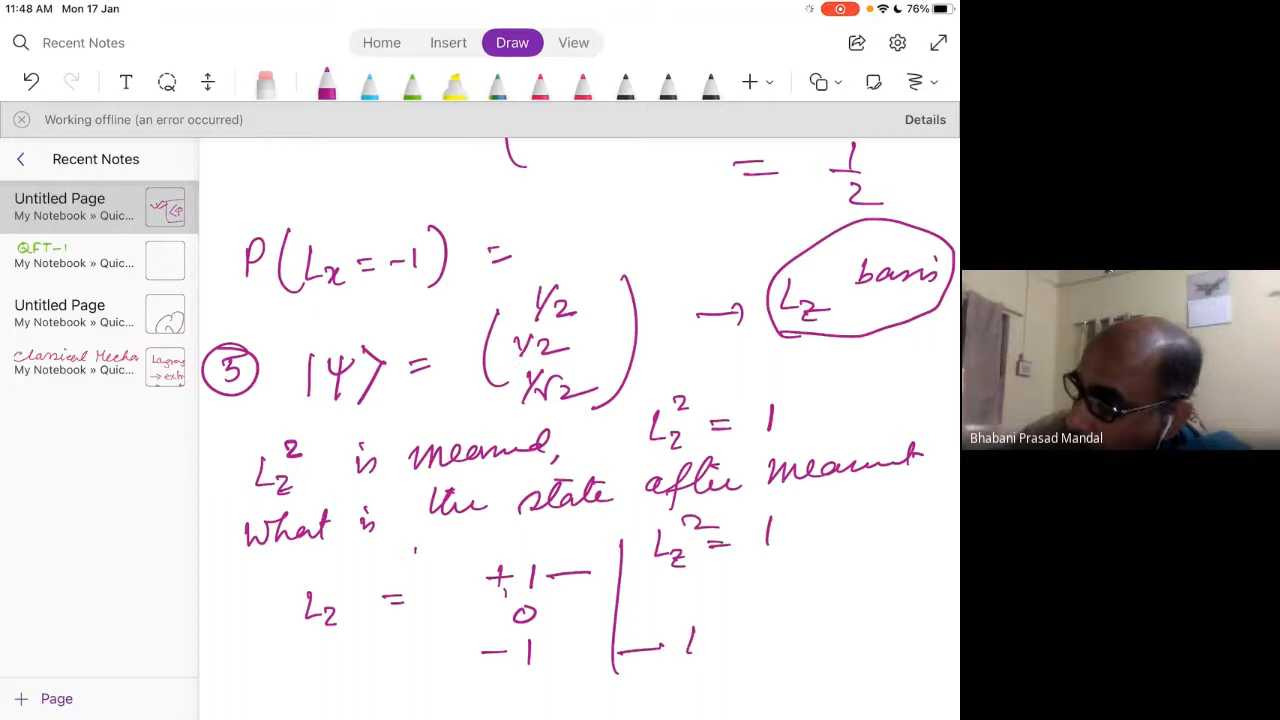 11:48 AM Mon 17 Jan
76%
Recent Notes
Home Insert Draw View
Working offline (an error occurred)
Details
Recent Notes
Untitled Page
My Notebook » Quic...
QFT-1
My Notebook » Quic...
Untitled Page
My Notebook » Quic...
Classical Mecha
My Notebook » Quic...
Page
= 1/2
P(Lx = -1) =
(5) |ψ⟩ = (1/2 1/2 1/√2) → Lz basis
Lz² is measured, Lz² = 1
What is the state after measurement
Lz² = 1
Lz = +1
0
-1 — 1
Bhabani Prasad Mandal